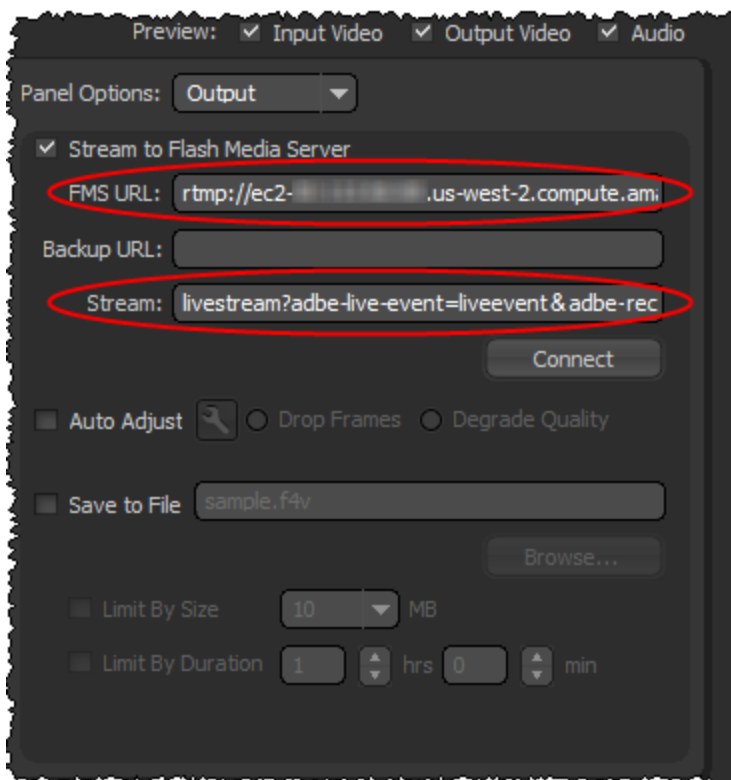 Preview: Input Video Output Video Audio
Panel Options: Output
Stream to Flash Media Server
FMS URL: rtmp://ec2- .us-west-2.compute.ama
Backup URL:
Stream: livestream?adbe-live-event=liveevent&adbe-rec
Connect
Auto Adjust Drop Frames Degrade Quality
Save to File sample.f4v
Browse...
Limit By Size 10 MB
Limit By Duration 1 hrs 0 min